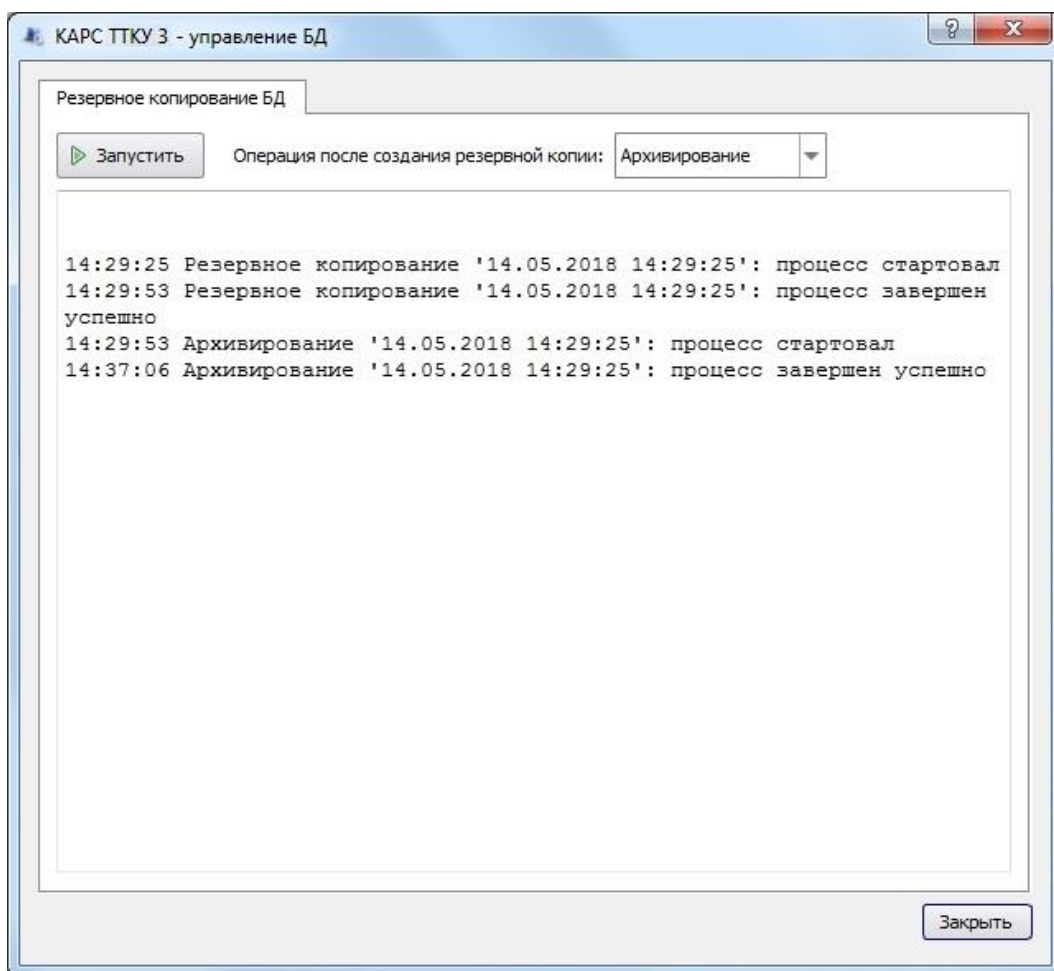 КАРС ТТКУ 3 - управление БД
Резервное копирование БД
Запустить
Операция после создания резервной копии: Архивирование
14:29:25 Резервное копирование '14.05.2018 14:29:25': процесс стартовал
14:29:53 Резервное копирование '14.05.2018 14:29:25': процесс завершен
успешно
14:29:53 Архивирование '14.05.2018 14:29:25': процесс стартовал
14:37:06 Архивирование '14.05.2018 14:29:25': процесс завершен успешно
Закрыть